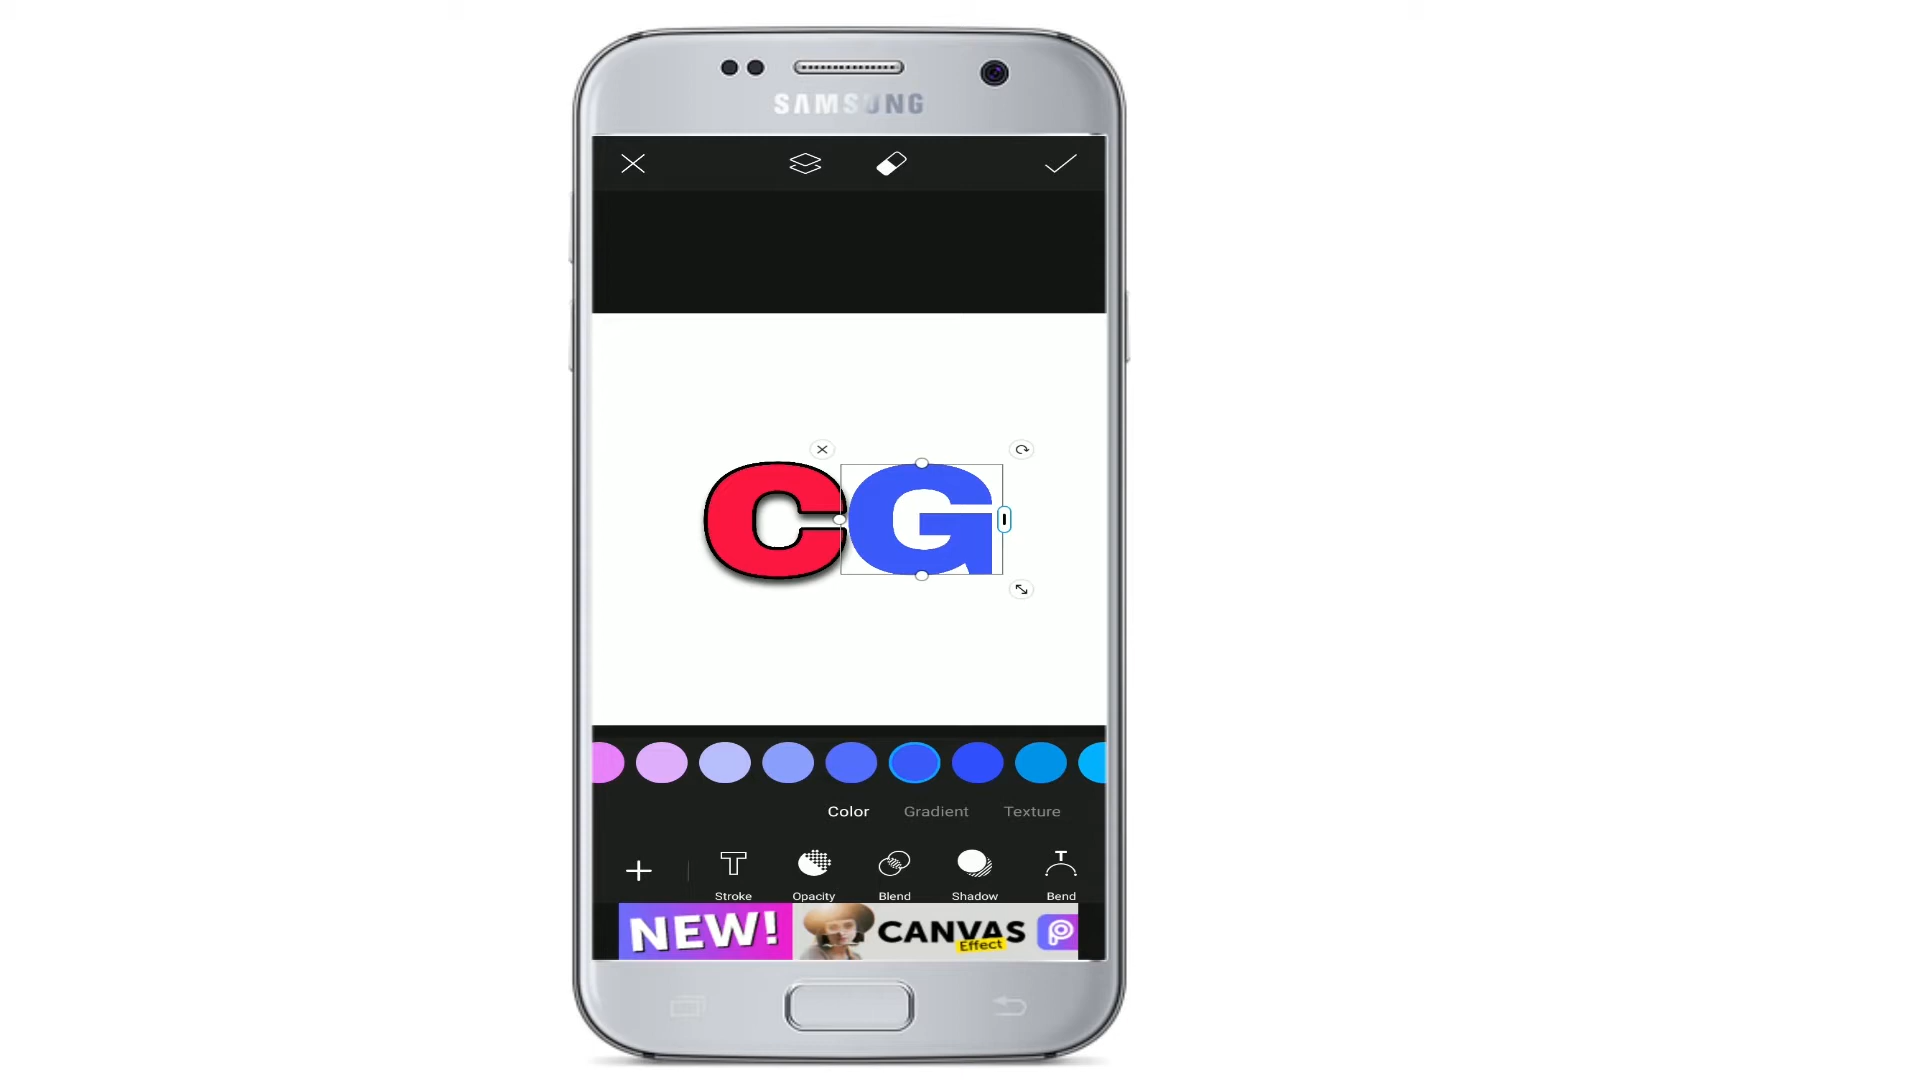 SAMSUNG
CG
Color Gradient Texture
Stroke Opacity Blend Shadow Bend
NEW! CANVAS
Effect